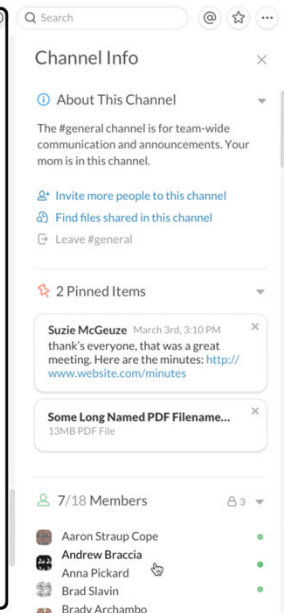 Search
Channel Info
About This Channel
The #general channel is for team-wide
communication and announcements. Your
mom is in this channel.
Invite more people to this channel
Find files shared in this channel
Leave #general
2 Pinned Items
Suzie McGeuze March 3rd, 3:10 PM
thank's everyone, that was a great
meeting. Here are the minutes: http://
www.website.com/minutes
Some Long Named PDF Filename...
13MB PDF File
7/18 Members 3
Aaron Straup Cope
Andrew Braccia
Anna Pickard
Brad Slavin
Brady Archambo